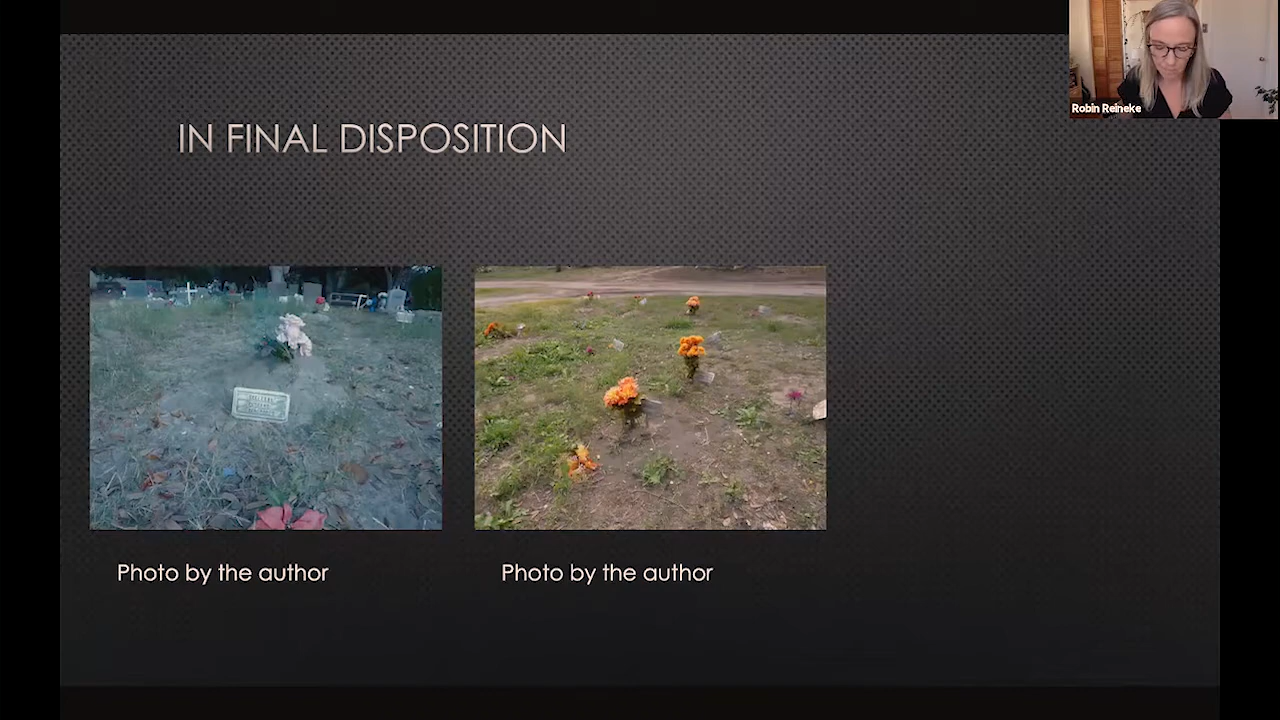 Robin Reineke
IN FINAL DISPOSITION
Photo by the author
Photo by the author